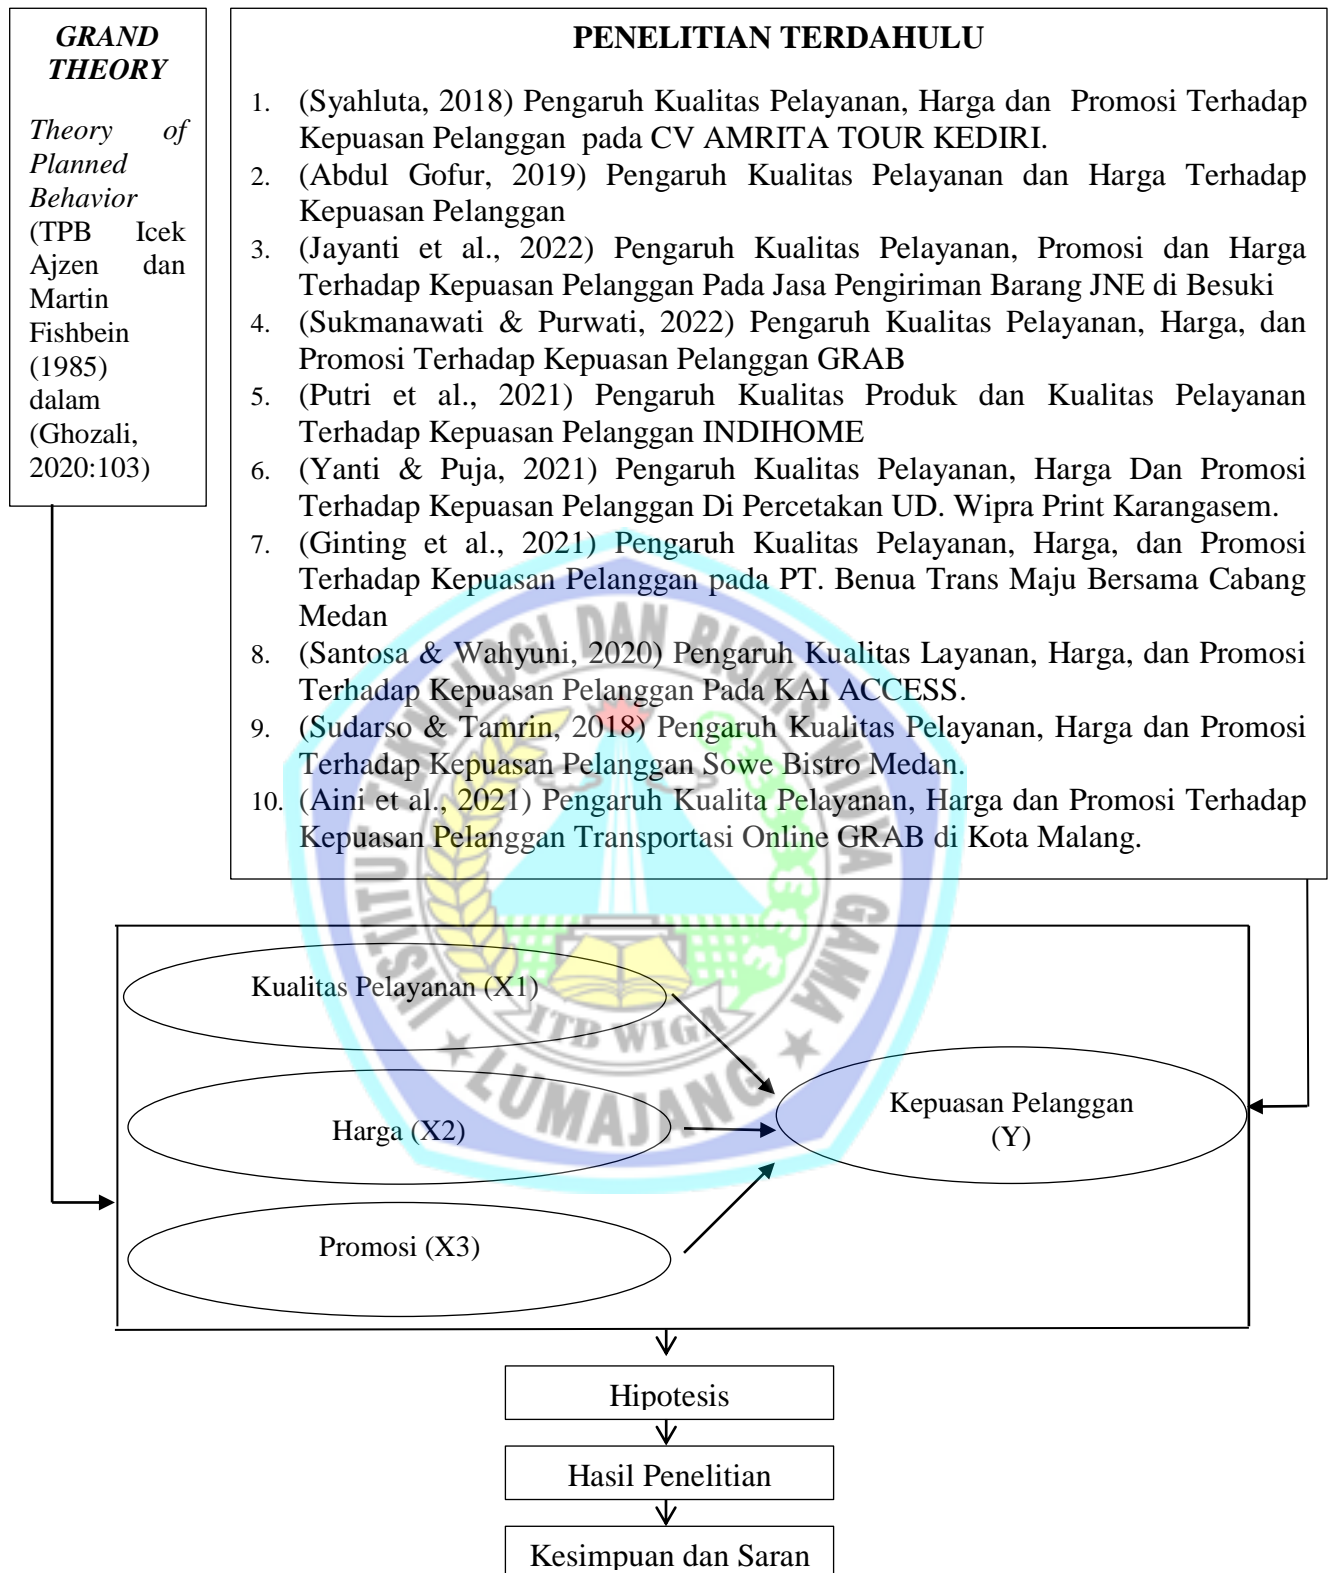 GRAND
THEORY
Theory of
Planned
Behavior
(TPB Icek
Ajzen dan
Martin
Fishbein
(1985)
dalam
(Ghozali,
2020:103)
PENELITIAN TERDAHULU
1. (Syahluta, 2018) Pengaruh Kualitas Pelayanan, Harga dan Promosi Terhadap
Kepuasan Pelanggan pada CV AMRITA TOUR KEDIRI.
2. (Abdul Gofur, 2019) Pengaruh Kualitas Pelayanan dan Harga Terhadap
Kepuasan Pelanggan
3. (Jayanti et al., 2022) Pengaruh Kualitas Pelayanan, Promosi dan Harga
Terhadap Kepuasan Pelanggan Pada Jasa Pengiriman Barang JNE di Besuki
4. (Sukmanawati & Purwati, 2022) Pengaruh Kualitas Pelayanan, Harga, dan
Promosi Terhadap Kepuasan Pelanggan GRAB
5. (Putri et al., 2021) Pengaruh Kualitas Produk dan Kualitas Pelayanan
Terhadap Kepuasan Pelanggan INDIHOME
6. (Yanti & Puja, 2021) Pengaruh Kualitas Pelayanan, Harga Dan Promosi
Terhadap Kepuasan Pelanggan Di Percetakan UD. Wipra Print Karangasem.
7. (Ginting et al., 2021) Pengaruh Kualitas Pelayanan, Harga, dan Promosi
Terhadap Kepuasan Pelanggan pada PT. Benua Trans Maju Bersama Cabang
Medan
8. (Santosa & Wahyuni, 2020) Pengaruh Kualitas Layanan, Harga, dan Promosi
Terhadap Kepuasan Pelanggan Pada KAI ACCESS.
9. (Sudarso & Tamrin, 2018) Pengaruh Kualitas Pelayanan, Harga dan Promosi
Terhadap Kepuasan Pelanggan Sowe Bistro Medan.
10. (Aini et al., 2021) Pengaruh Kualita Pelayanan, Harga dan Promosi Terhadap
Kepuasan Pelanggan Transportasi Online GRAB di Kota Malang.
INSTITUT TEKNOLOGI DAN BISNIS WIDYA GAMA
ITB WIGA
LUMAJANG
Kualitas Pelayanan (X1)
Harga (X2)
Promosi (X3)
Kepuasan Pelanggan
(Y)
Hipotesis
Hasil Penelitian
Kesimpuan dan Saran